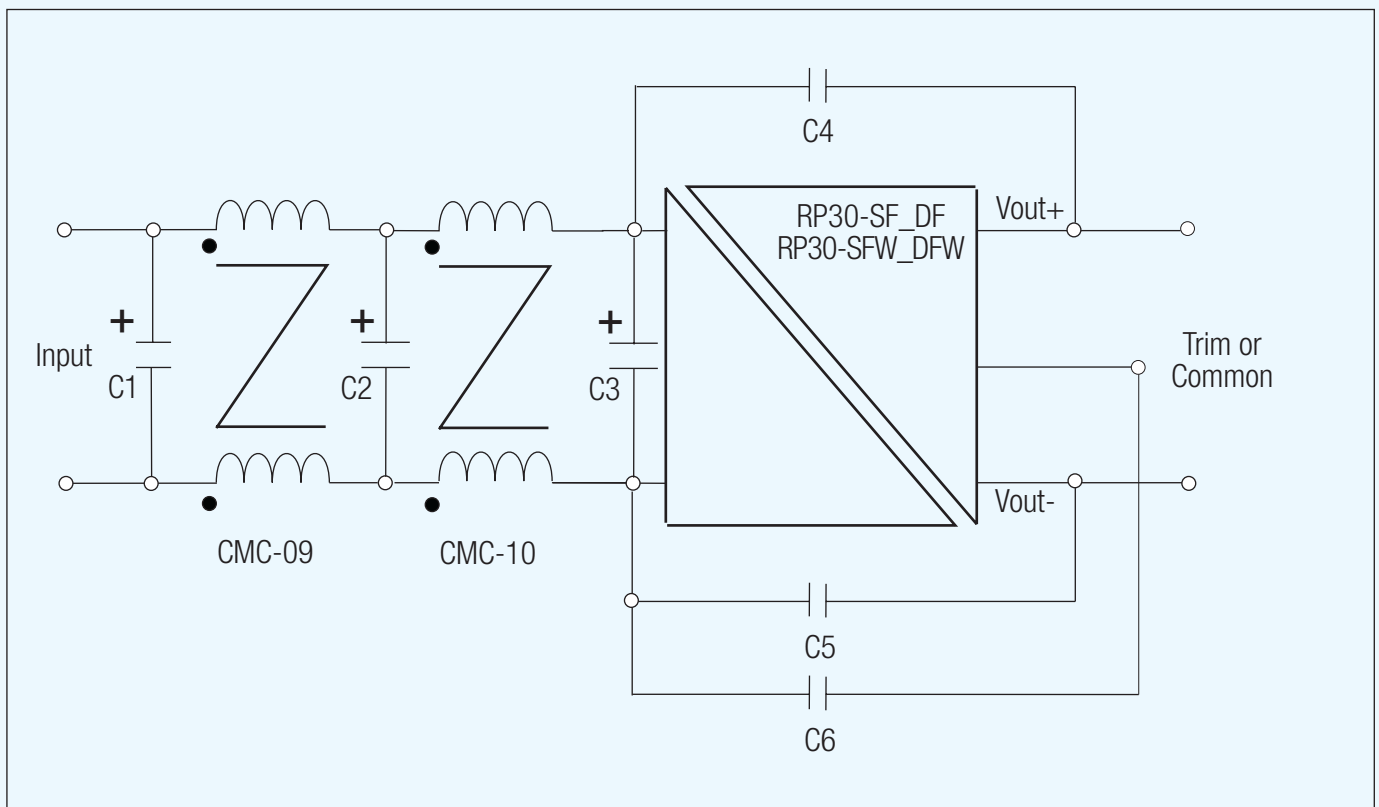 C4
RP30-SF_DF
RP30-SFW_DFW
Vout+
+
+
+
Input
C1
C2
C3
Trim or
Common
Vout-
CMC-09
CMC-10
C5
C6